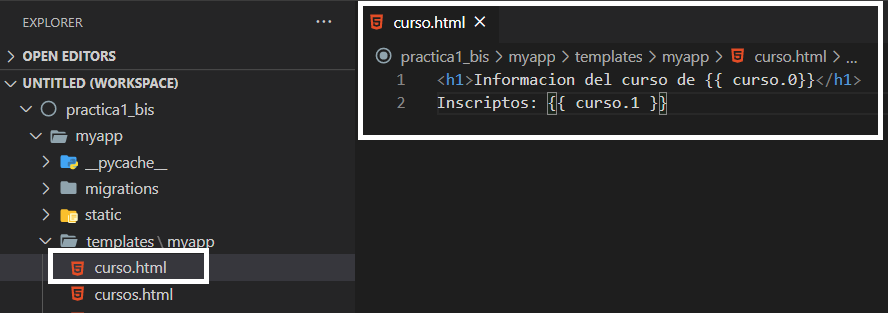 EXPLORER
OPEN EDITORS
UNTITLED (WORKSPACE)
practica1_bis
myapp
__pycache__
migrations
static
templates \ myapp
curso.html
cursos.html
curso.html
practica1_bis > myapp > templates > myapp > curso.html > ...
1 <h1>Informacion del curso de {{ curso.0}}</h1>
2 Inscriptos: {{ curso.1 }}